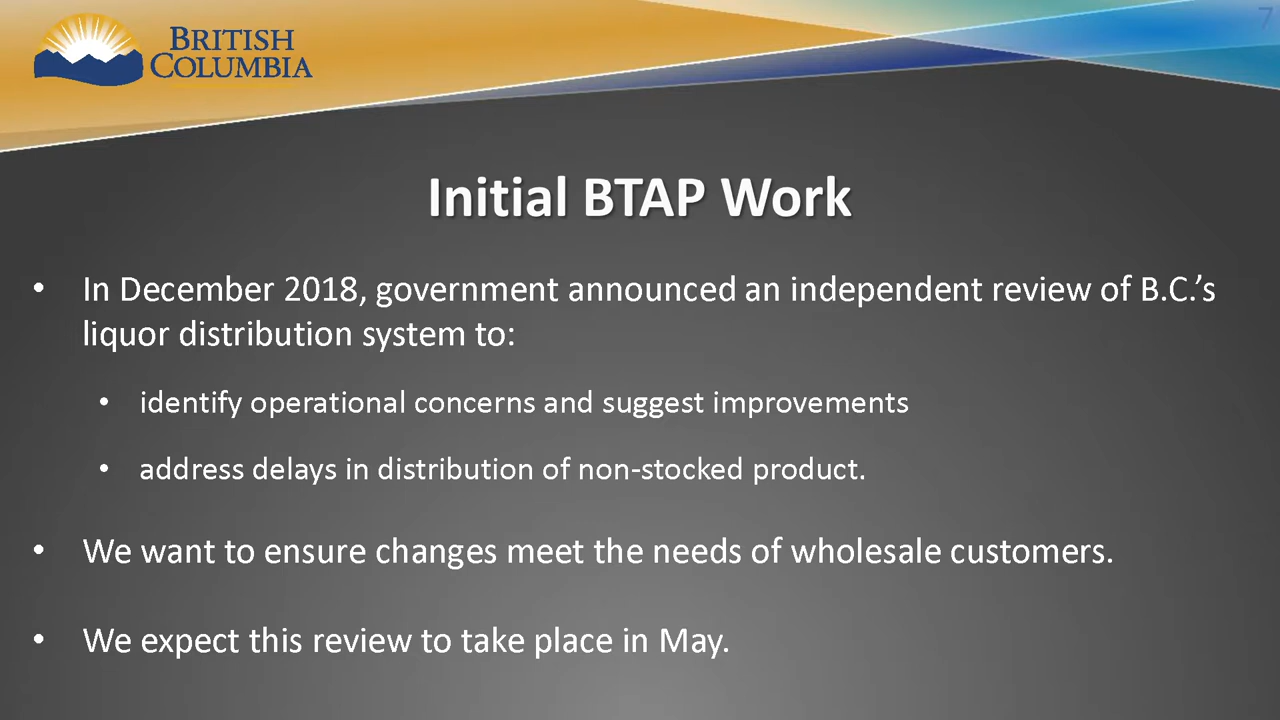 7
BRITISH
COLUMBIA
Initial BTAP Work
• In December 2018, government announced an independent review of B.C.’s
liquor distribution system to:
• identify operational concerns and suggest improvements
• address delays in distribution of non-stocked product.
• We want to ensure changes meet the needs of wholesale customers.
• We expect this review to take place in May.